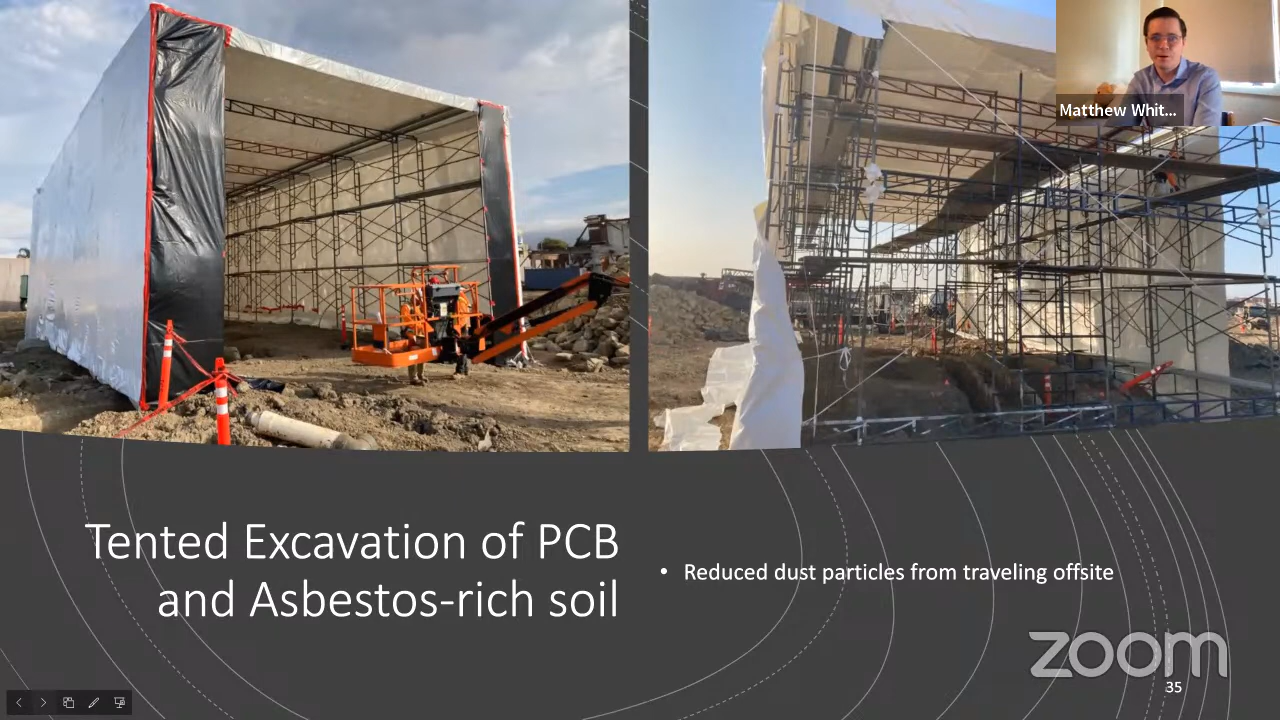 Matthew Whit...
Tented Excavation of PCB
and Asbestos-rich soil
• Reduced dust particles from traveling offsite
zoom
35